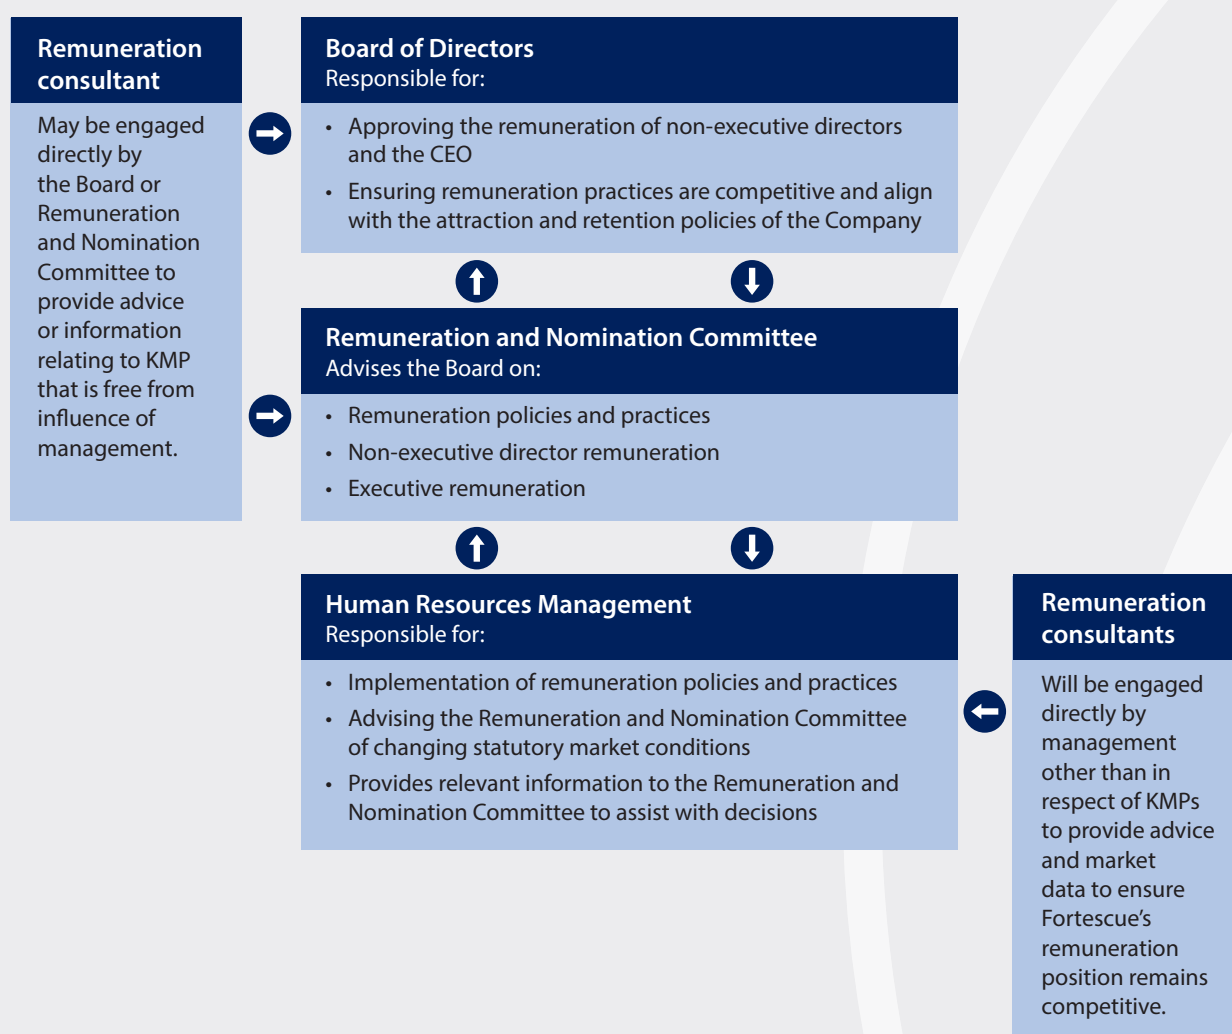 Remuneration
consultant
May be engaged
directly by
the Board or
Remuneration
and Nomination
Committee to
provide advice
or information
relating to KMP
that is free from
influence of
management.
Board of Directors
Responsible for:
• Approving the remuneration of non-executive directors
and the CEO
• Ensuring remuneration practices are competitive and align
with the attraction and retention policies of the Company
Remuneration and Nomination Committee
Advises the Board on:
• Remuneration policies and practices
• Non-executive director remuneration
• Executive remuneration
Human Resources Management
Responsible for:
• Implementation of remuneration policies and practices
• Advising the Remuneration and Nomination Committee
of changing statutory market conditions
• Provides relevant information to the Remuneration and
Nomination Committee to assist with decisions
Remuneration
consultants
Will be engaged
directly by
management
other than in
respect of KMPs
to provide advice
and market
data to ensure
Fortescue's
remuneration
position remains
competitive.